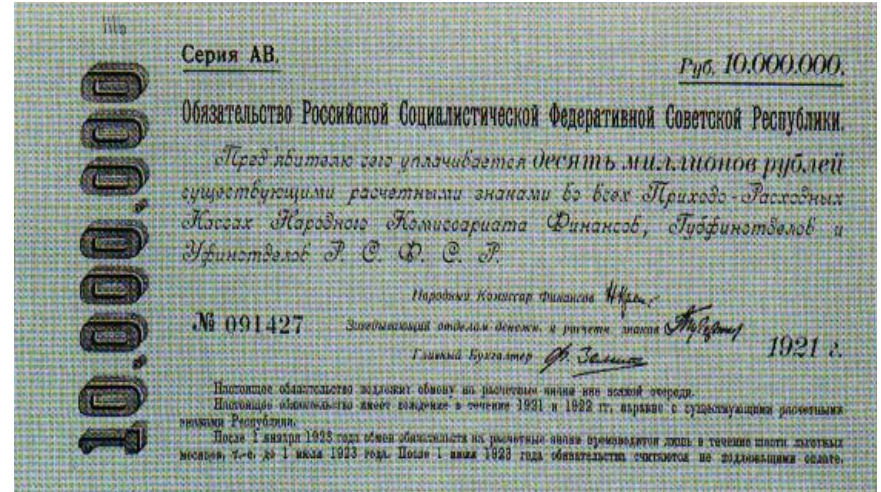 Серия АВ.
Руб. 10.000.000.
10.000.000
Обязательство Российской Социалистической Федеративной Советской Республики.
Предъявителю сего уплачивается десять миллионов рублей
существующими расчетными знаками во всех Приходо-Расходных
Кассах Народного Комиссариата Финансов, Губфинотделов и
Уфинотделов Р. С. Ф. С. Р.
Народный Комиссар Финансов
№ 091427
Заведывающий отделом денежн. и расчетн. знаков
Главный Бухгалтер
1921 г.
Настоящее обязательство подлежит обмену на расчетные знаки вне всякой очереди.
Настоящее обязательство имеет хождение в течение 1921 и 1922 гг. наравне с существующими расчетными
знаками Республики.
После 1 января 1923 года обмен обязательств на расчетные знаки производится лишь в течение шести льготных
месяцев, т.-е. до 1 июля 1923 года. После 1 июля 1923 года обязательства считаются не подлежащими оплате.